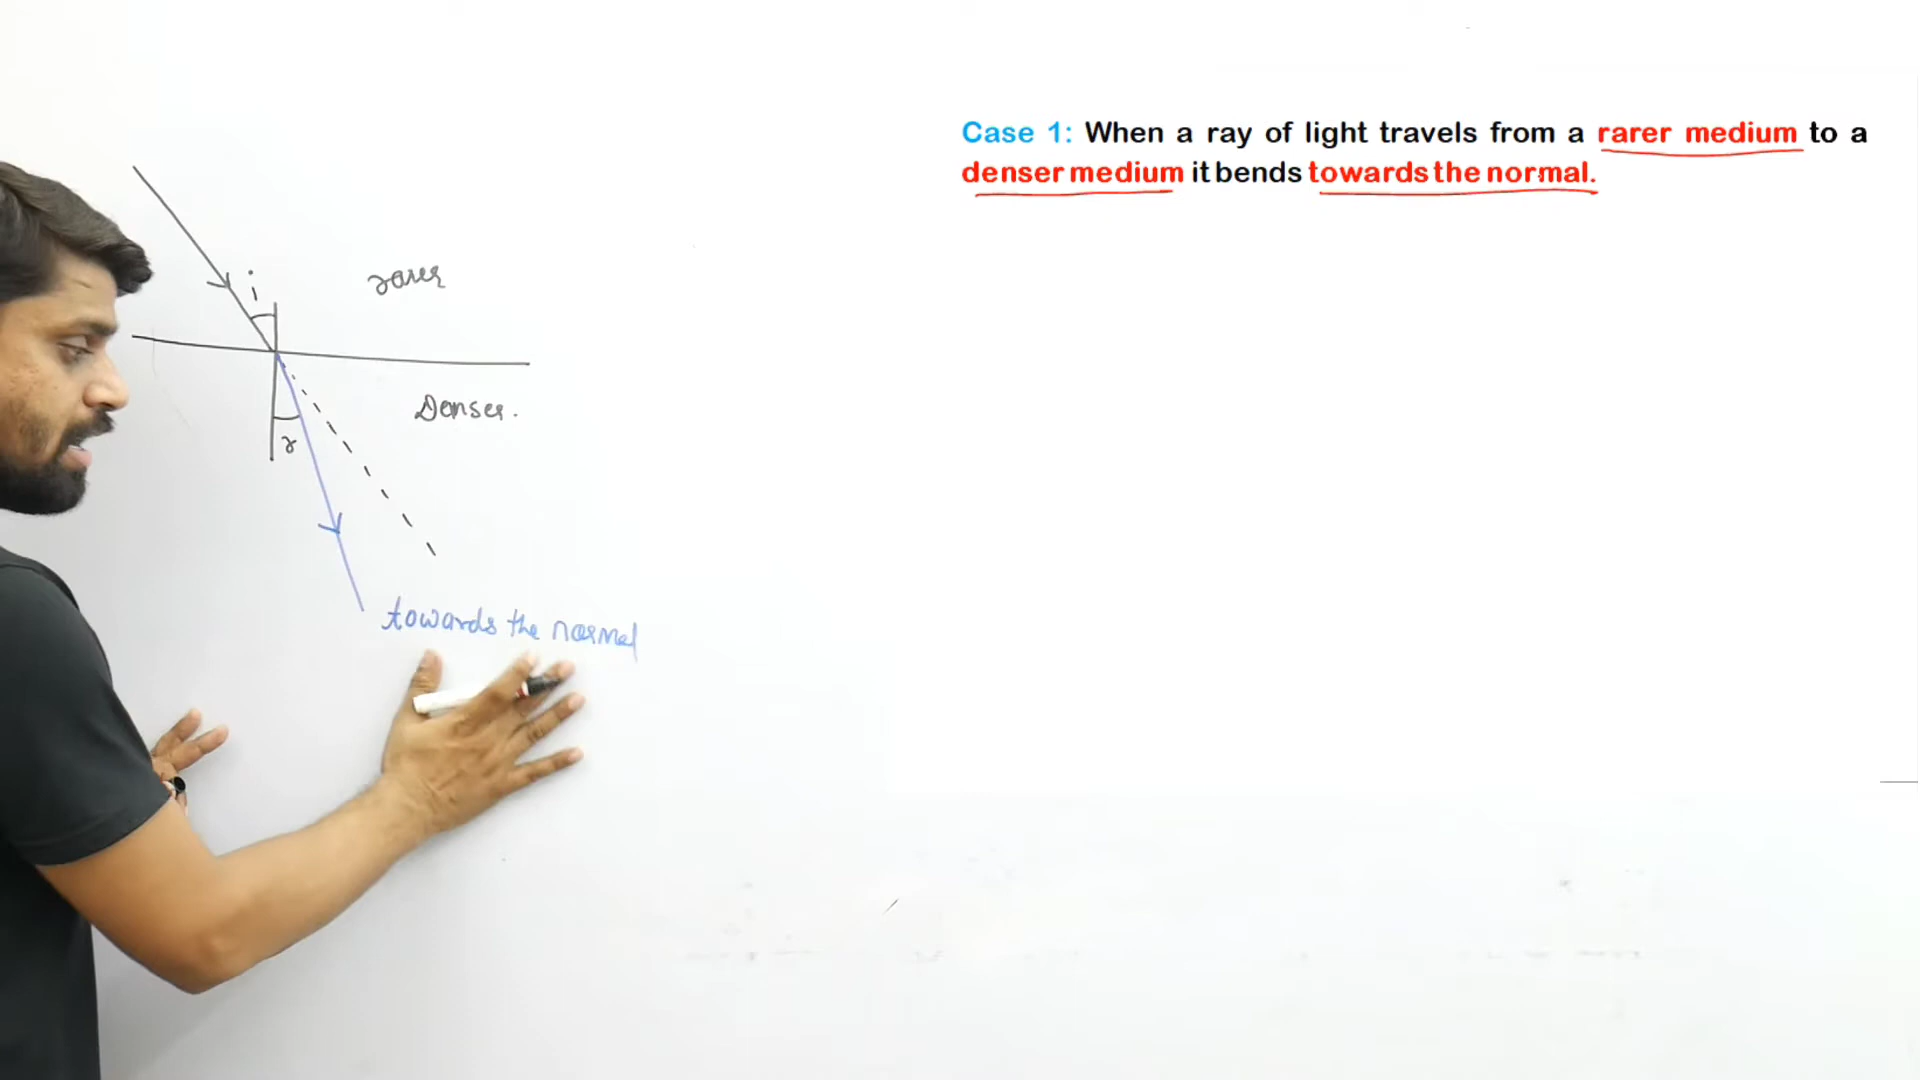 Case 1: When a ray of light travels from a rarer medium to a
denser medium it bends towards the normal.
i
rarer
Denser.
r
towards the normal